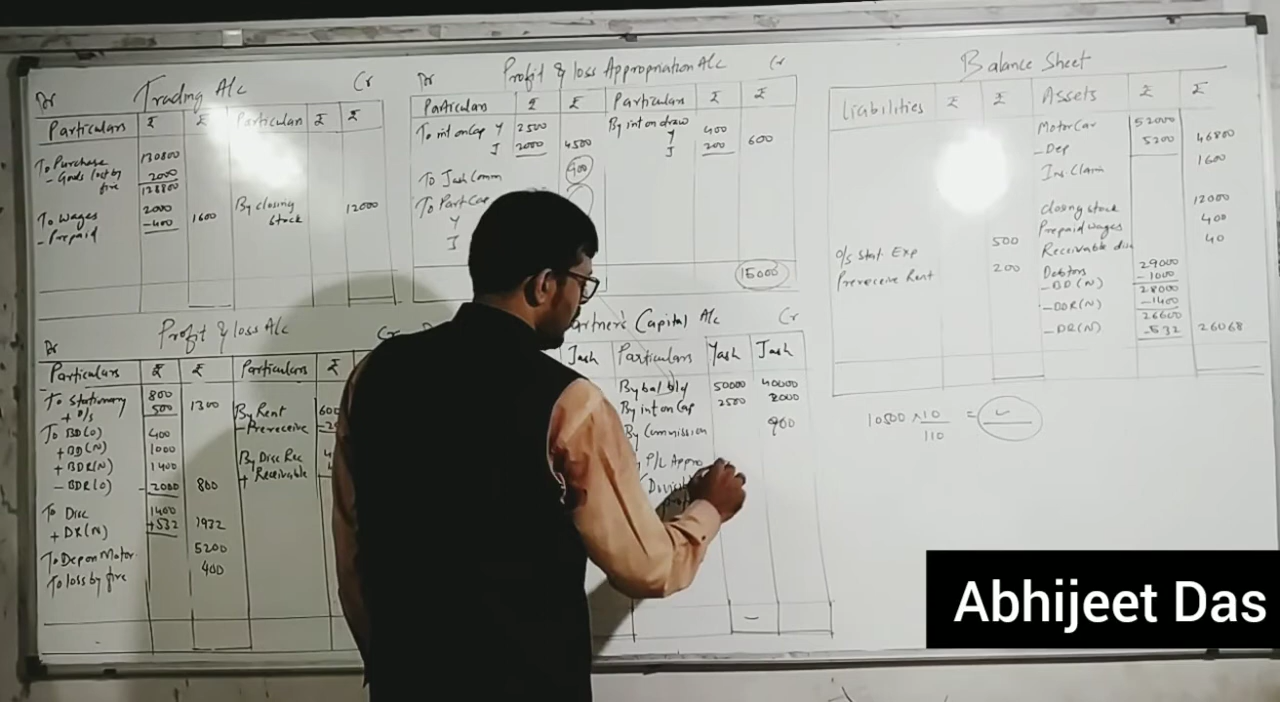 Dr Trading A/c Cr
Particulars ₹ ₹ Particulars ₹ ₹
To Purchase 130800
- Goods lost by fire 2000
128800
To Wages 2000 By closing stock 12000
- Prepaid -400 1600
Dr Profit & loss Appropriation A/c Cr
Particulars ₹ ₹ Particulars ₹ ₹
To int on Cap Y 2500 By int on draw Y 400
J 2000 4500 J 200 600
To Jash Comm 900
To Part Cap
Y
J
15000
Balance Sheet
Liabilities ₹ ₹ Assets ₹ ₹
Motor Car 52000
- Dep 5200 46800
Ins. Claim 1600
Closing stock 12000
Prepaid wages 400
o/s Stat. Exp 500 Receivable dis 40
Prereceive Rent 200 Debtors 29000
- BD (N) -1000
28000
- BDR(N) -1400
26600
- DR(N) -532 26068
10500 × 10/110 =
Dr Profit & loss A/c Cr
Particulars ₹ ₹ Particulars ₹
To Stationary 800
+ o/s 500 1300 By Rent 600
To BD(O) 400 - Prereceive
+ BD(N) 1000 By Disc Rec
+ BDR(N) 1400 + Receivable
- BDR(O) -2000 800
To Disc 1400
+ DR(N) +532 1932
To Dep on Motor 5200
To loss by fire 400
artner's Capital A/c Cr
Jash Particulars Yash Jash
By bal b/d 50000 40000
By int on Cap 2500 2000
By Commission 900
P/L Appro
Abhijeet Das